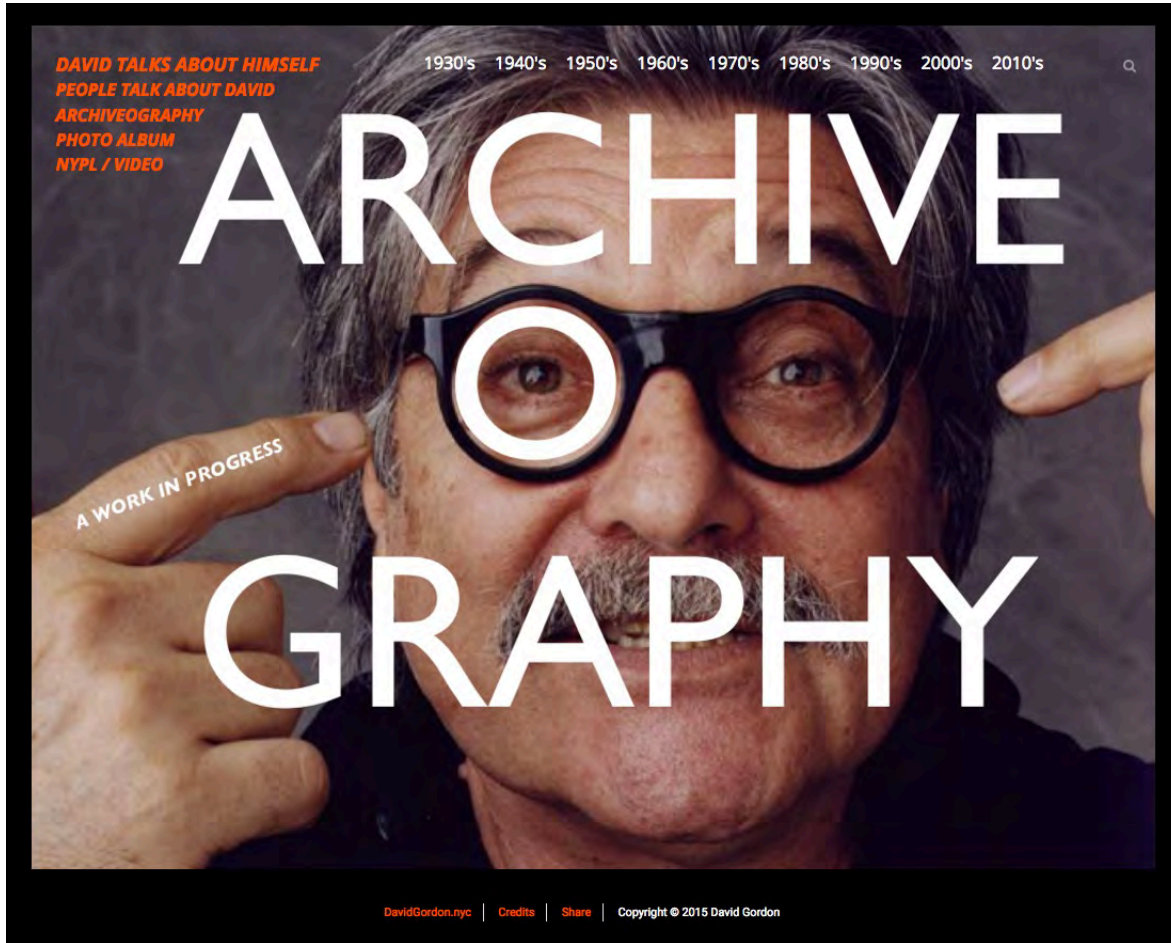 DAVID TALKS ABOUT HIMSELF
PEOPLE TALK ABOUT DAVID
ARCHIVEOGRAPHY
PHOTO ALBUM
NYPL / VIDEO
1930's 1940's 1950's 1960's 1970's 1980's 1990's 2000's 2010's
ARCHIVE
O
A WORK IN PROGRESS
GRAPHY
DavidGordon.nyc | Credits | Share | Copyright © 2015 David Gordon